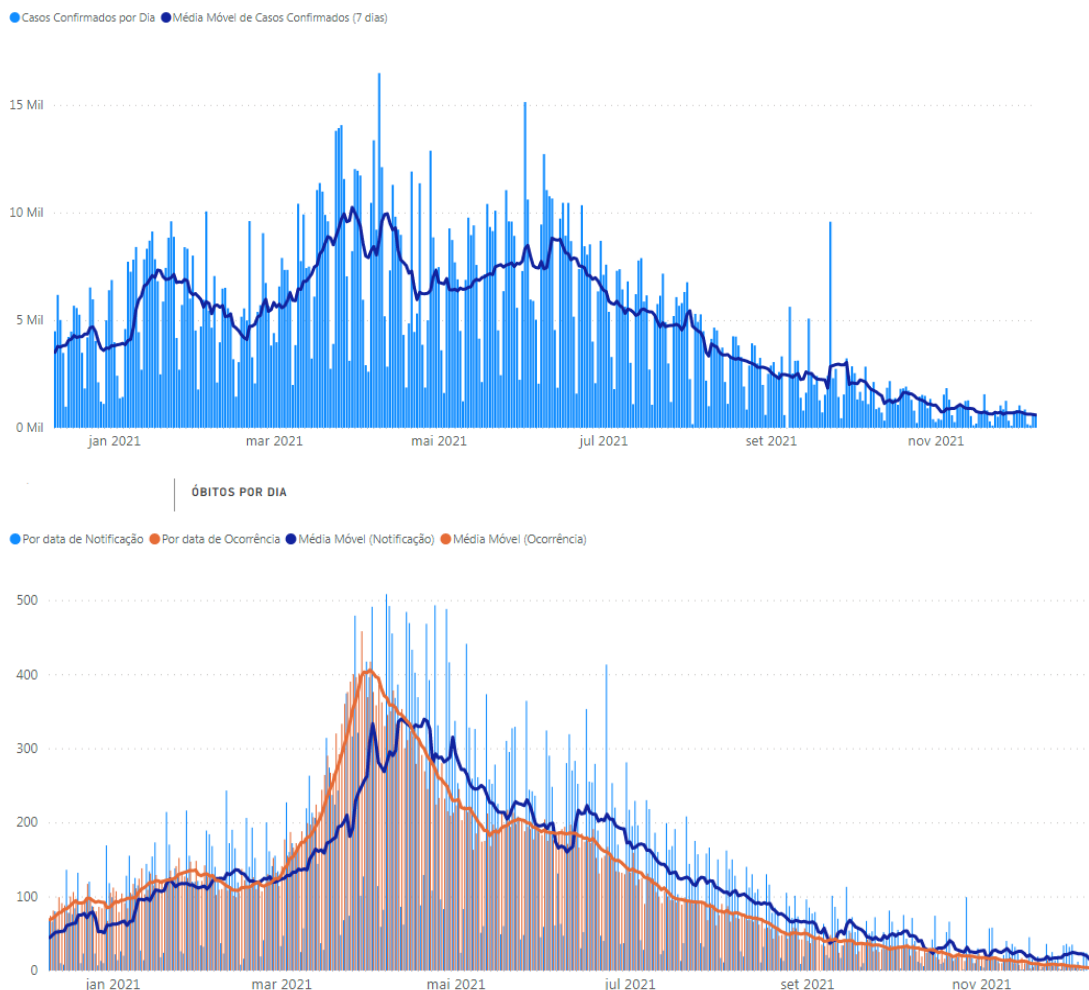 Casos Confirmados por Dia Média Móvel de Casos Confirmados (7 dias)
15 Mil
10 Mil
5 Mil
0 Mil
jan 2021 mar 2021 mai 2021 jul 2021 set 2021 nov 2021
ÓBITOS POR DIA
Por data de Notificação Por data de Ocorrência Média Móvel (Notificação) Média Móvel (Ocorrência)
500
400
300
200
100
0
jan 2021 mar 2021 mai 2021 jul 2021 set 2021 nov 2021